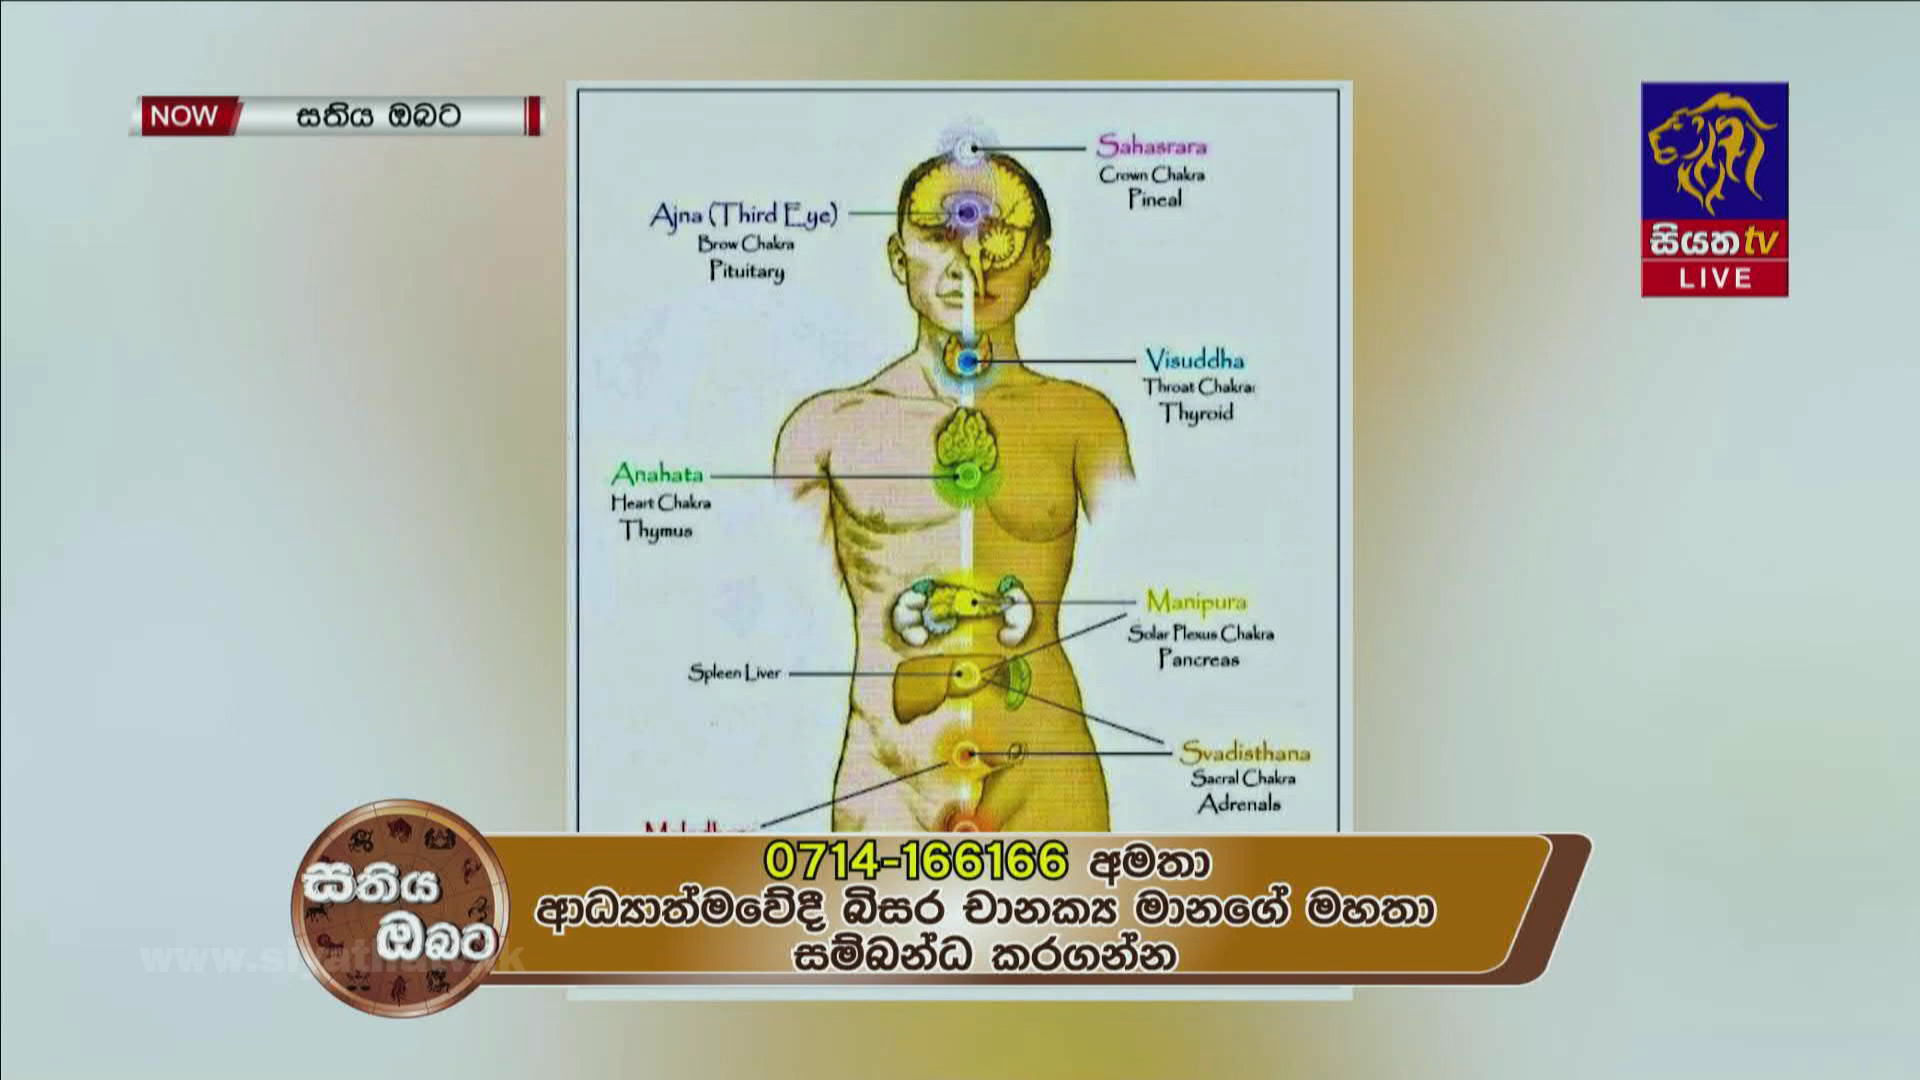 NOW සතිය ඔබට
සියත tv
LIVE
Sahasrara
Crown Chakra
Pineal
Ajna (Third Eye)
Brow Chakra
Pituitary
Visuddha
Throat Chakra
Thyroid
Anahata
Heart Chakra
Thymus
Manipura
Solar Plexus Chakra
Pancreas
Spleen Liver
Svadisthana
Sacral Chakra
Adrenals
සතිය
ඔබට
0714-166166 අමතා
ආධ්‍යාත්මවේදී බිසර චානක්‍ය මානගේ මහතා
සම්බන්ධ කරගන්න